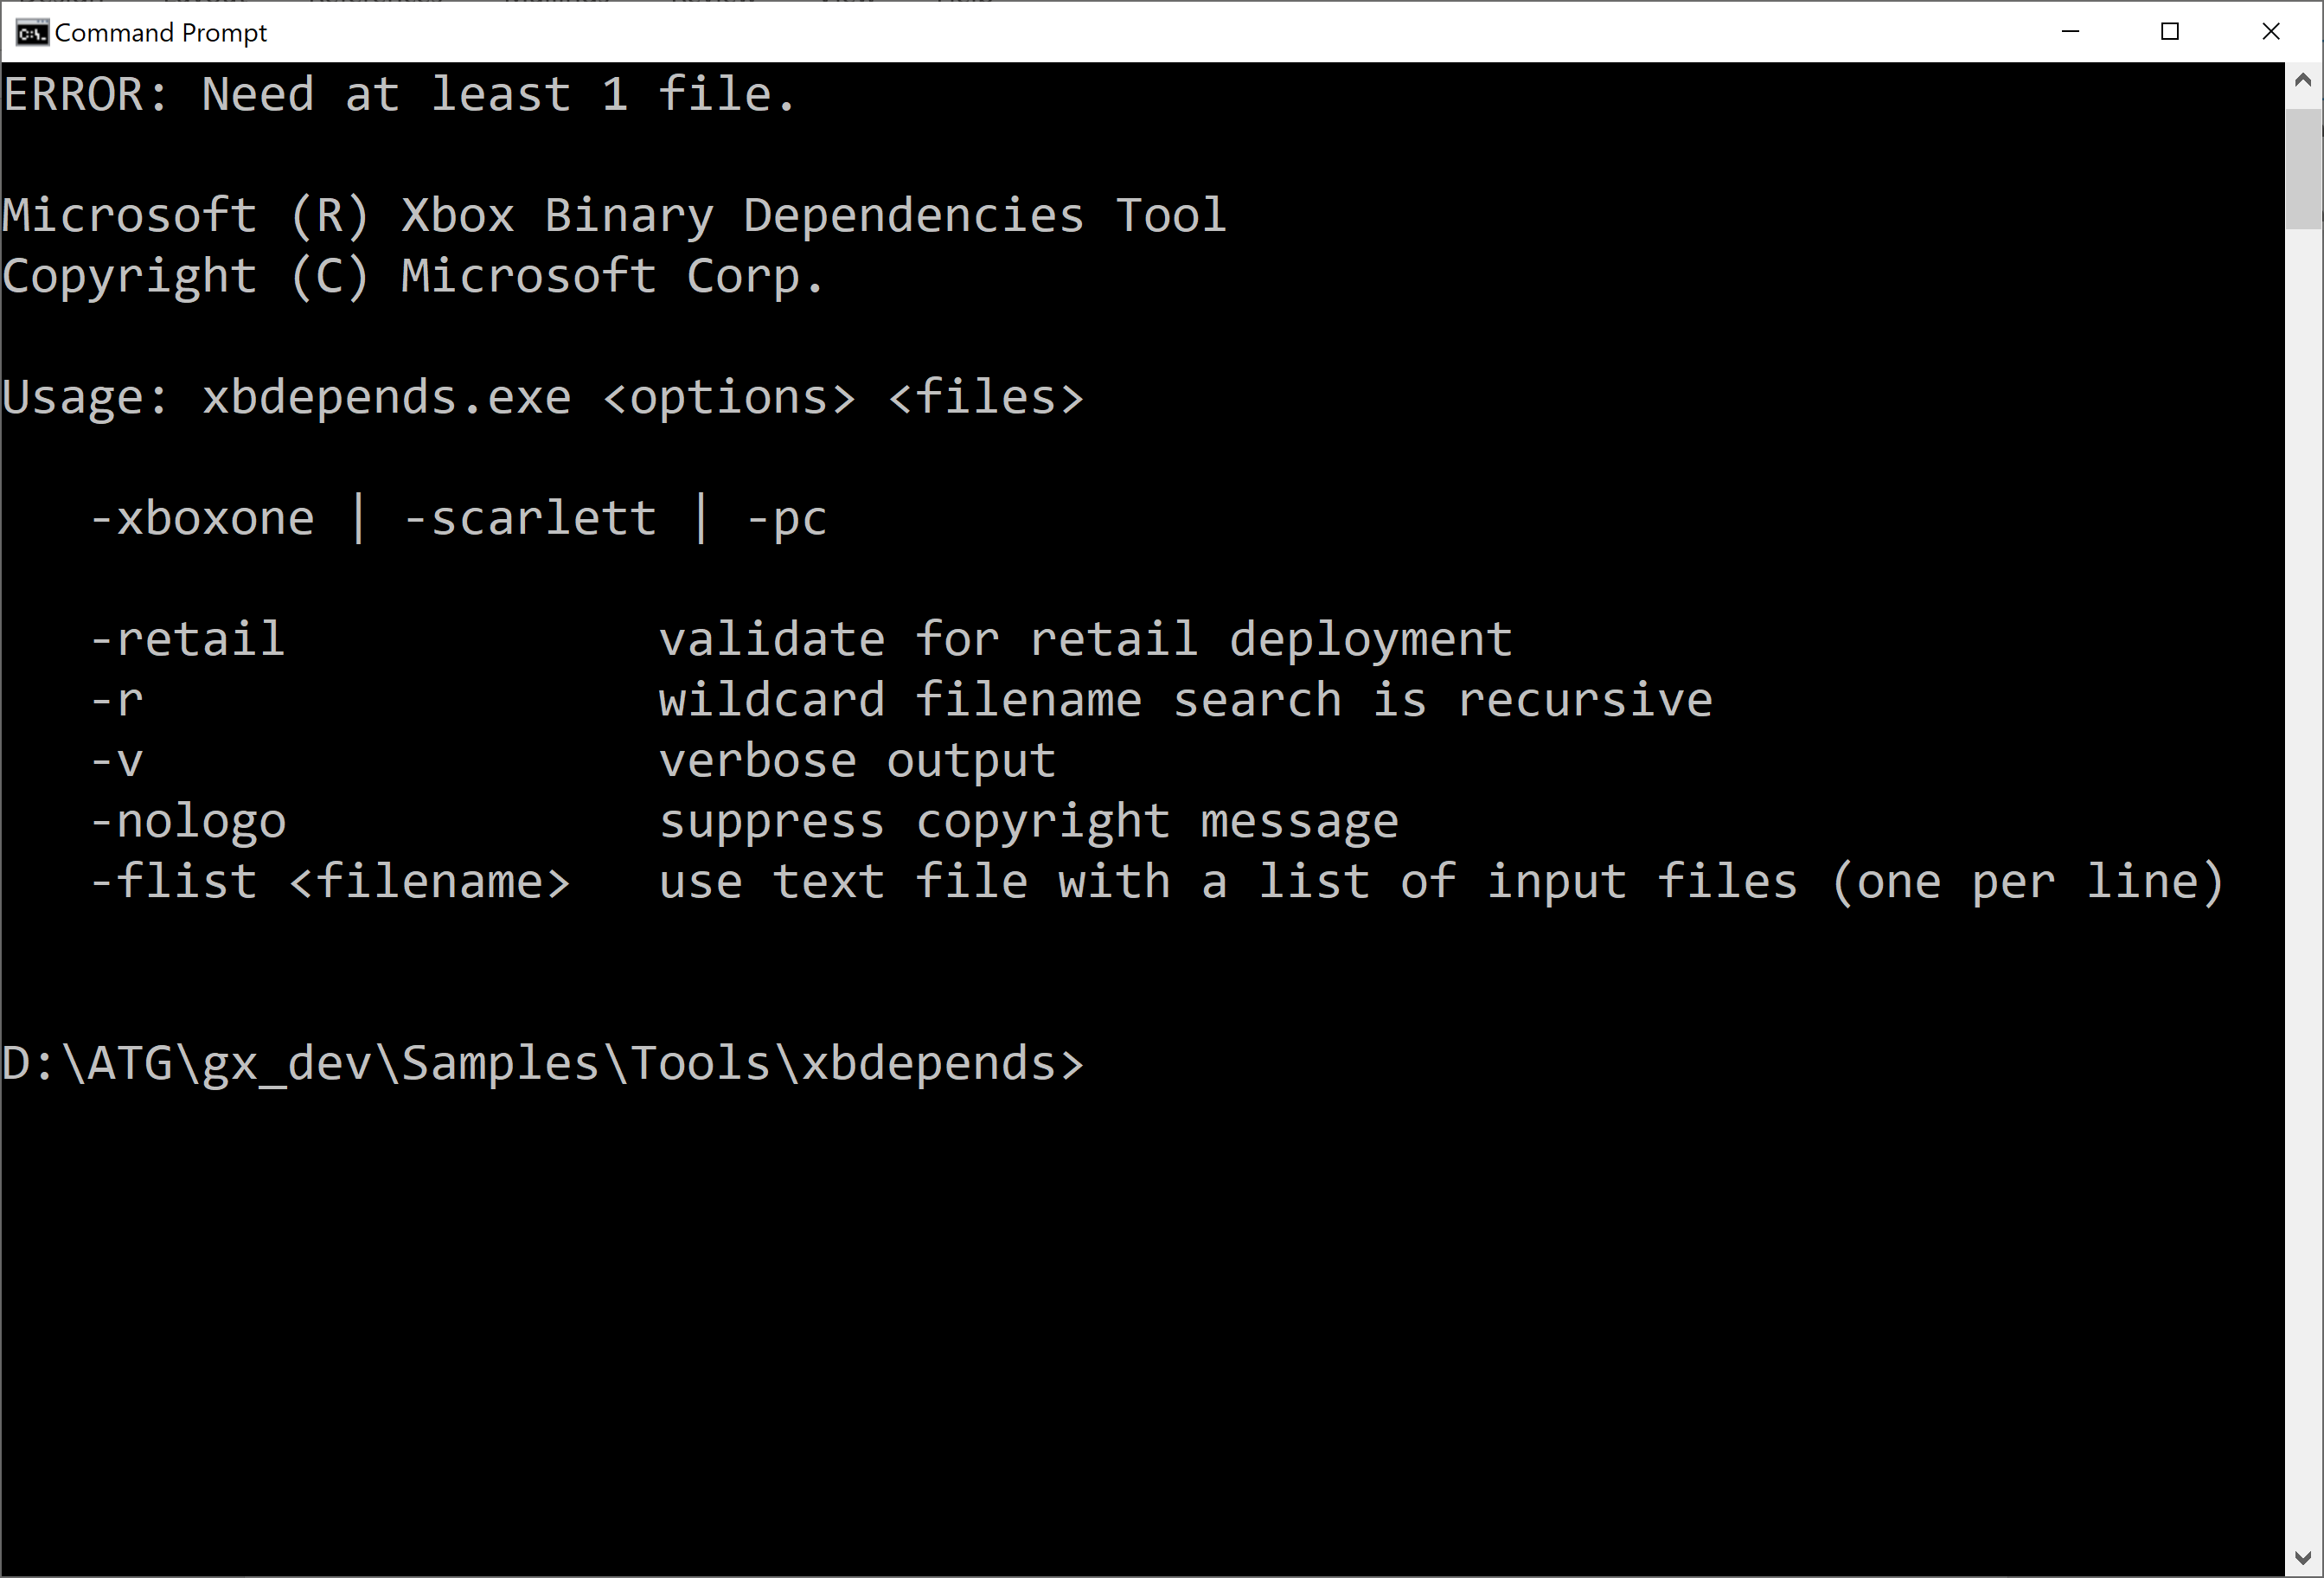 Command Prompt
ERROR: Need at least 1 file.
Microsoft (R) Xbox Binary Dependencies Tool
Copyright (C) Microsoft Corp.
Usage: xbdepends.exe <options> <files>
-xboxone | -scarlett | -pc
-retail validate for retail deployment
-r wildcard filename search is recursive
-v verbose output
-nologo suppress copyright message
-flist <filename> use text file with a list of input files (one per line)
D:\ATG\gx_dev\Samples\Tools\xbdepends>